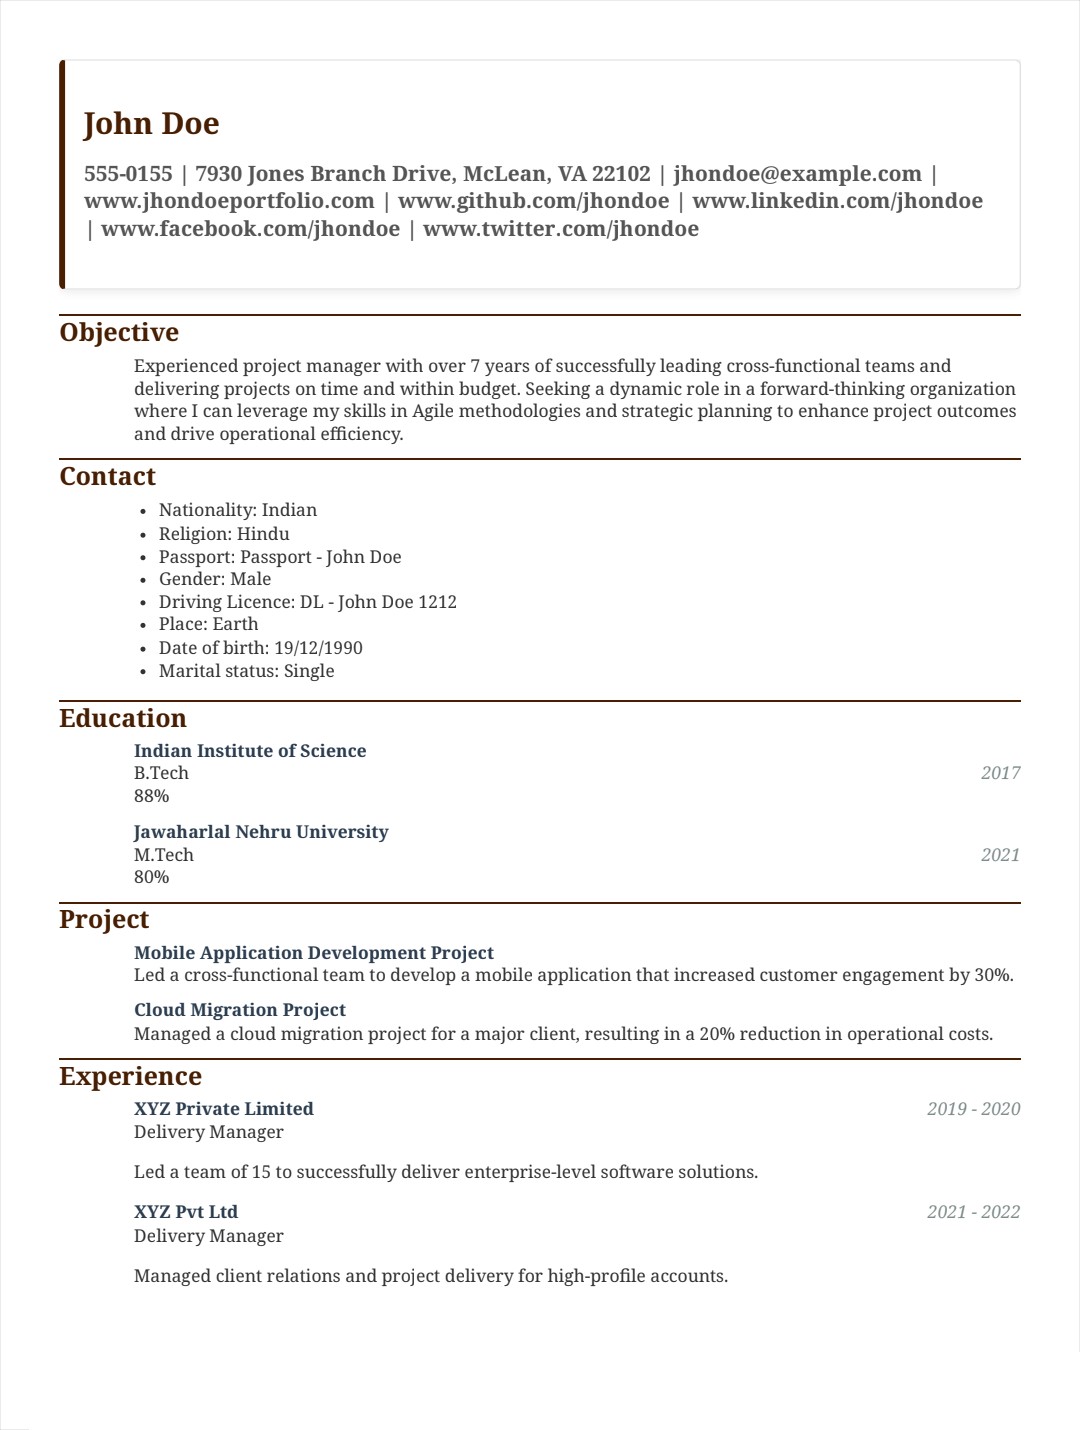 John Doe
555-0155 | 7930 Jones Branch Drive, McLean, VA 22102 | jhondoe@example.com |
www.jhondoeportfolio.com | www.github.com/jhondoe | www.linkedin.com/jhondoe
| www.facebook.com/jhondoe | www.twitter.com/jhondoe
Objective
Experienced project manager with over 7 years of successfully leading cross-functional teams and
delivering projects on time and within budget. Seeking a dynamic role in a forward-thinking organization
where I can leverage my skills in Agile methodologies and strategic planning to enhance project outcomes
and drive operational efficiency.
Contact
• Nationality: Indian
• Religion: Hindu
• Passport: Passport - John Doe
• Gender: Male
• Driving Licence: DL - John Doe 1212
• Place: Earth
• Date of birth: 19/12/1990
• Marital status: Single
Education
Indian Institute of Science
B.Tech 2017
88%
Jawaharlal Nehru University
M.Tech 2021
80%
Project
Mobile Application Development Project
Led a cross-functional team to develop a mobile application that increased customer engagement by 30%.
Cloud Migration Project
Managed a cloud migration project for a major client, resulting in a 20% reduction in operational costs.
Experience
XYZ Private Limited 2019 - 2020
Delivery Manager
Led a team of 15 to successfully deliver enterprise-level software solutions.
XYZ Pvt Ltd 2021 - 2022
Delivery Manager
Managed client relations and project delivery for high-profile accounts.